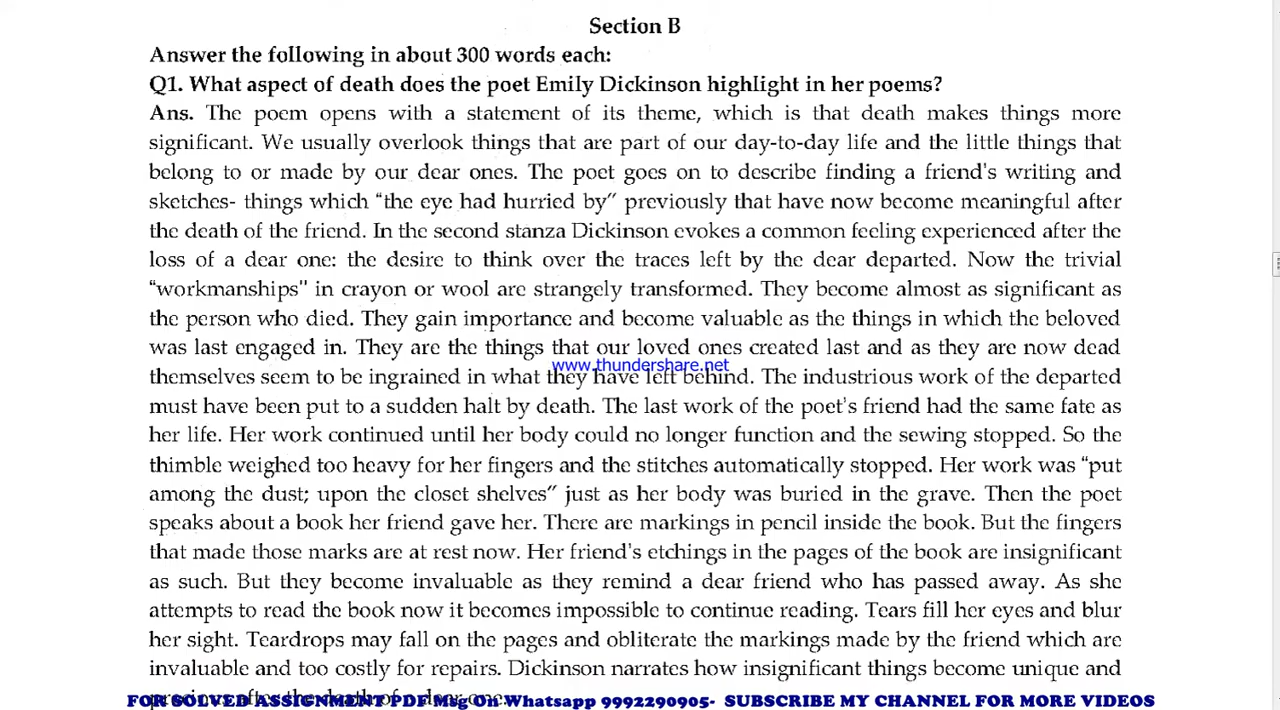 Section B
Answer the following in about 300 words each:
Q1. What aspect of death does the poet Emily Dickinson highlight in her poems?
Ans. The poem opens with a statement of its theme, which is that death makes things more
significant. We usually overlook things that are part of our day-to-day life and the little things that
belong to or made by our dear ones. The poet goes on to describe finding a friend's writing and
sketches- things which "the eye had hurried by" previously that have now become meaningful after
the death of the friend. In the second stanza Dickinson evokes a common feeling experienced after the
loss of a dear one: the desire to think over the traces left by the dear departed. Now the trivial
"workmanships" in crayon or wool are strangely transformed. They become almost as significant as
the person who died. They gain importance and become valuable as the things in which the beloved
was last engaged in. They are the things that our loved ones created last and as they are now dead
www.thundershare.net
themselves seem to be ingrained in what they have left behind. The industrious work of the departed
must have been put to a sudden halt by death. The last work of the poet's friend had the same fate as
her life. Her work continued until her body could no longer function and the sewing stopped. So the
thimble weighed too heavy for her fingers and the stitches automatically stopped. Her work was "put
among the dust; upon the closet shelves" just as her body was buried in the grave. Then the poet
speaks about a book her friend gave her. There are markings in pencil inside the book. But the fingers
that made those marks are at rest now. Her friend's etchings in the pages of the book are insignificant
as such. But they become invaluable as they remind a dear friend who has passed away. As she
attempts to read the book now it becomes impossible to continue reading. Tears fill her eyes and blur
her sight. Teardrops may fall on the pages and obliterate the markings made by the friend which are
invaluable and too costly for repairs. Dickinson narrates how insignificant things become unique and
FOR SOLVED ASSIGNMENT PDF Msg On Whatsapp 9992290905- SUBSCRIBE MY CHANNEL FOR MORE VIDEOS